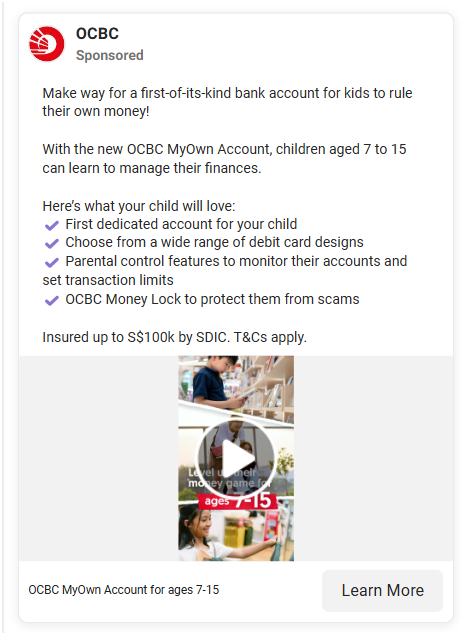 OCBC
Sponsored
Make way for a first-of-its-kind bank account for kids to rule
their own money!
With the new OCBC MyOwn Account, children aged 7 to 15
can learn to manage their finances.
Here's what your child will love:
✔ First dedicated account for your child
✔ Choose from a wide range of debit card designs
✔ Parental control features to monitor their accounts and
set transaction limits
✔ OCBC Money Lock to protect them from scams
Insured up to S$100k by SDIC. T&Cs apply.
Level up their
money game for
ages 7-15
OCBC MyOwn Account for ages 7-15
Learn More